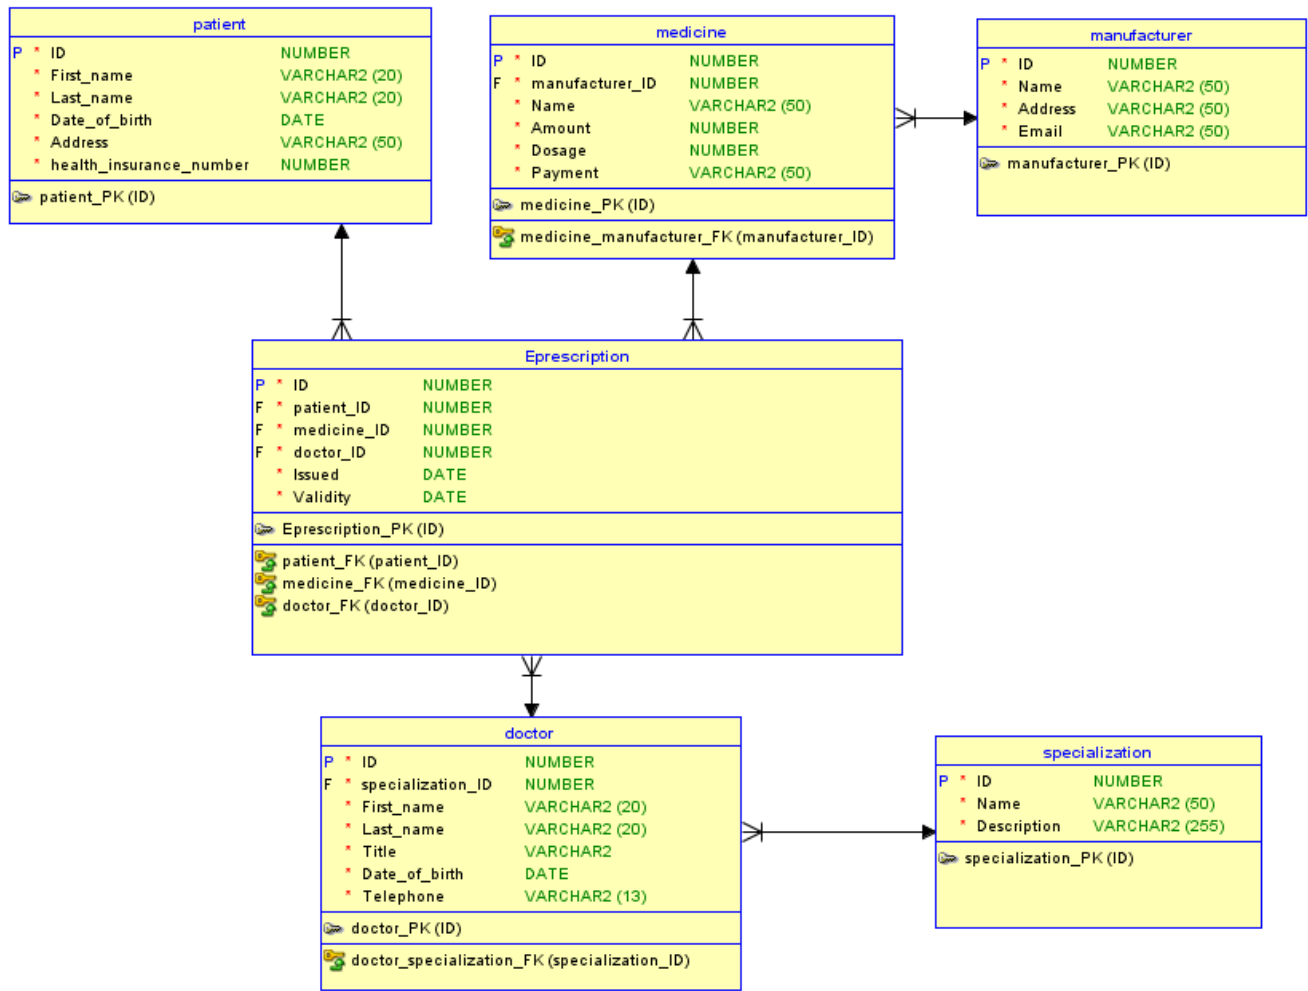 patient
P * ID NUMBER
* First_name VARCHAR2 (20)
* Last_name VARCHAR2 (20)
* Date_of_birth DATE
* Address VARCHAR2 (50)
* health_insurance_number NUMBER
patient_PK (ID)
medicine
P * ID NUMBER
F * manufacturer_ID NUMBER
* Name VARCHAR2 (50)
* Amount NUMBER
* Dosage NUMBER
* Payment VARCHAR2 (50)
medicine_PK (ID)
medicine_manufacturer_FK (manufacturer_ID)
manufacturer
P * ID NUMBER
* Name VARCHAR2 (50)
* Address VARCHAR2 (50)
* Email VARCHAR2 (50)
manufacturer_PK (ID)
Eprescription
P * ID NUMBER
F * patient_ID NUMBER
F * medicine_ID NUMBER
F * doctor_ID NUMBER
* Issued DATE
* Validity DATE
Eprescription_PK (ID)
patient_FK (patient_ID)
medicine_FK (medicine_ID)
doctor_FK (doctor_ID)
doctor
P * ID NUMBER
F * specialization_ID NUMBER
* First_name VARCHAR2 (20)
* Last_name VARCHAR2 (20)
* Title VARCHAR2
* Date_of_birth DATE
* Telephone VARCHAR2 (13)
doctor_PK (ID)
doctor_specialization_FK (specialization_ID)
specialization
P * ID NUMBER
* Name VARCHAR2 (50)
* Description VARCHAR2 (255)
specialization_PK (ID)